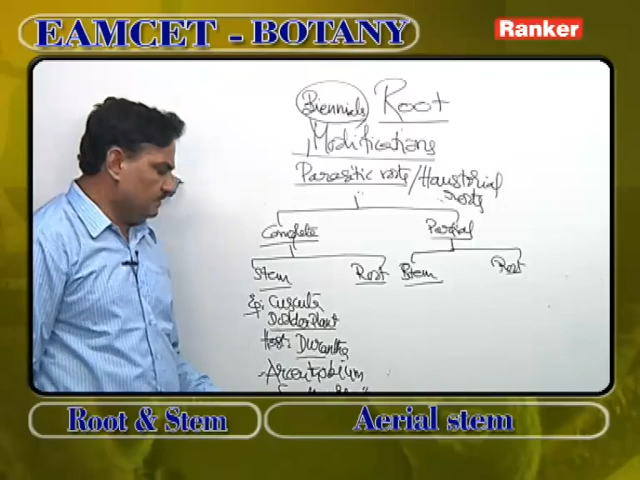 EAMCET - BOTANY
Ranker
Biennials Root
Modifications
Parasitic roots/Haustorial
roots
Complete Partial
Stem Root Stem Root
Eg: Cuscuta
Dodder Plant
Host: Duranta
Root & Stem
Aerial stem